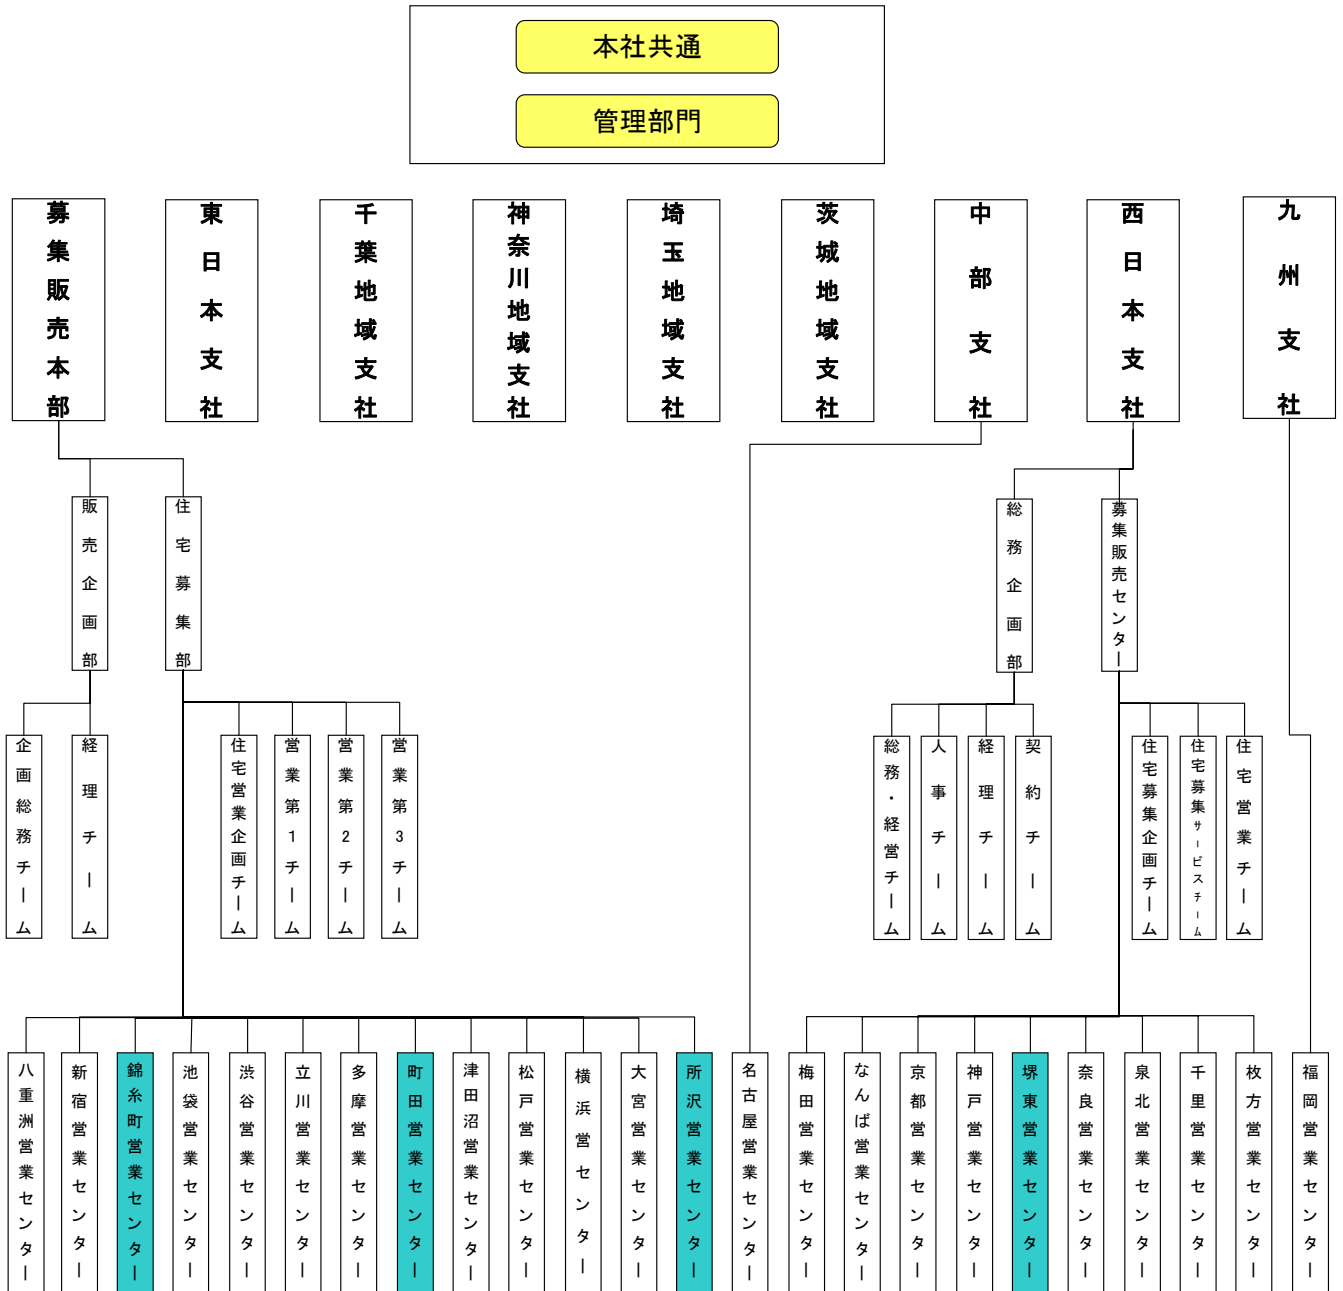 本社共通
管理部門
募集販売本部
東日本支社
千葉地域支社
神奈川地域支社
埼玉地域支社
茨城地域支社
中部支社
西日本支社
九州支社
販売企画部
住宅募集部
総務企画部
募集販売センター
企画総務チーム
経理チーム
住宅営業企画チーム
営業第1チーム
営業第2チーム
営業第3チーム
総務・経営チーム
人事チーム
経理チーム
契約チーム
住宅募集企画チーム
住宅募集サービスチーム
住宅営業チーム
八重洲営業センター
新宿営業センター
錦糸町営業センター
池袋営業センター
渋谷営業センター
立川営業センター
多摩営業センター
町田営業センター
津田沼営業センター
松戸営業センター
横浜営センター
大宮営業センター
所沢営業センター
名古屋営業センター
梅田営業センター
なんば営業センター
京都営業センター
神戸営業センター
堺東営業センター
奈良営業センター
泉北営業センター
千里営業センター
枚方営業センター
福岡営業センター